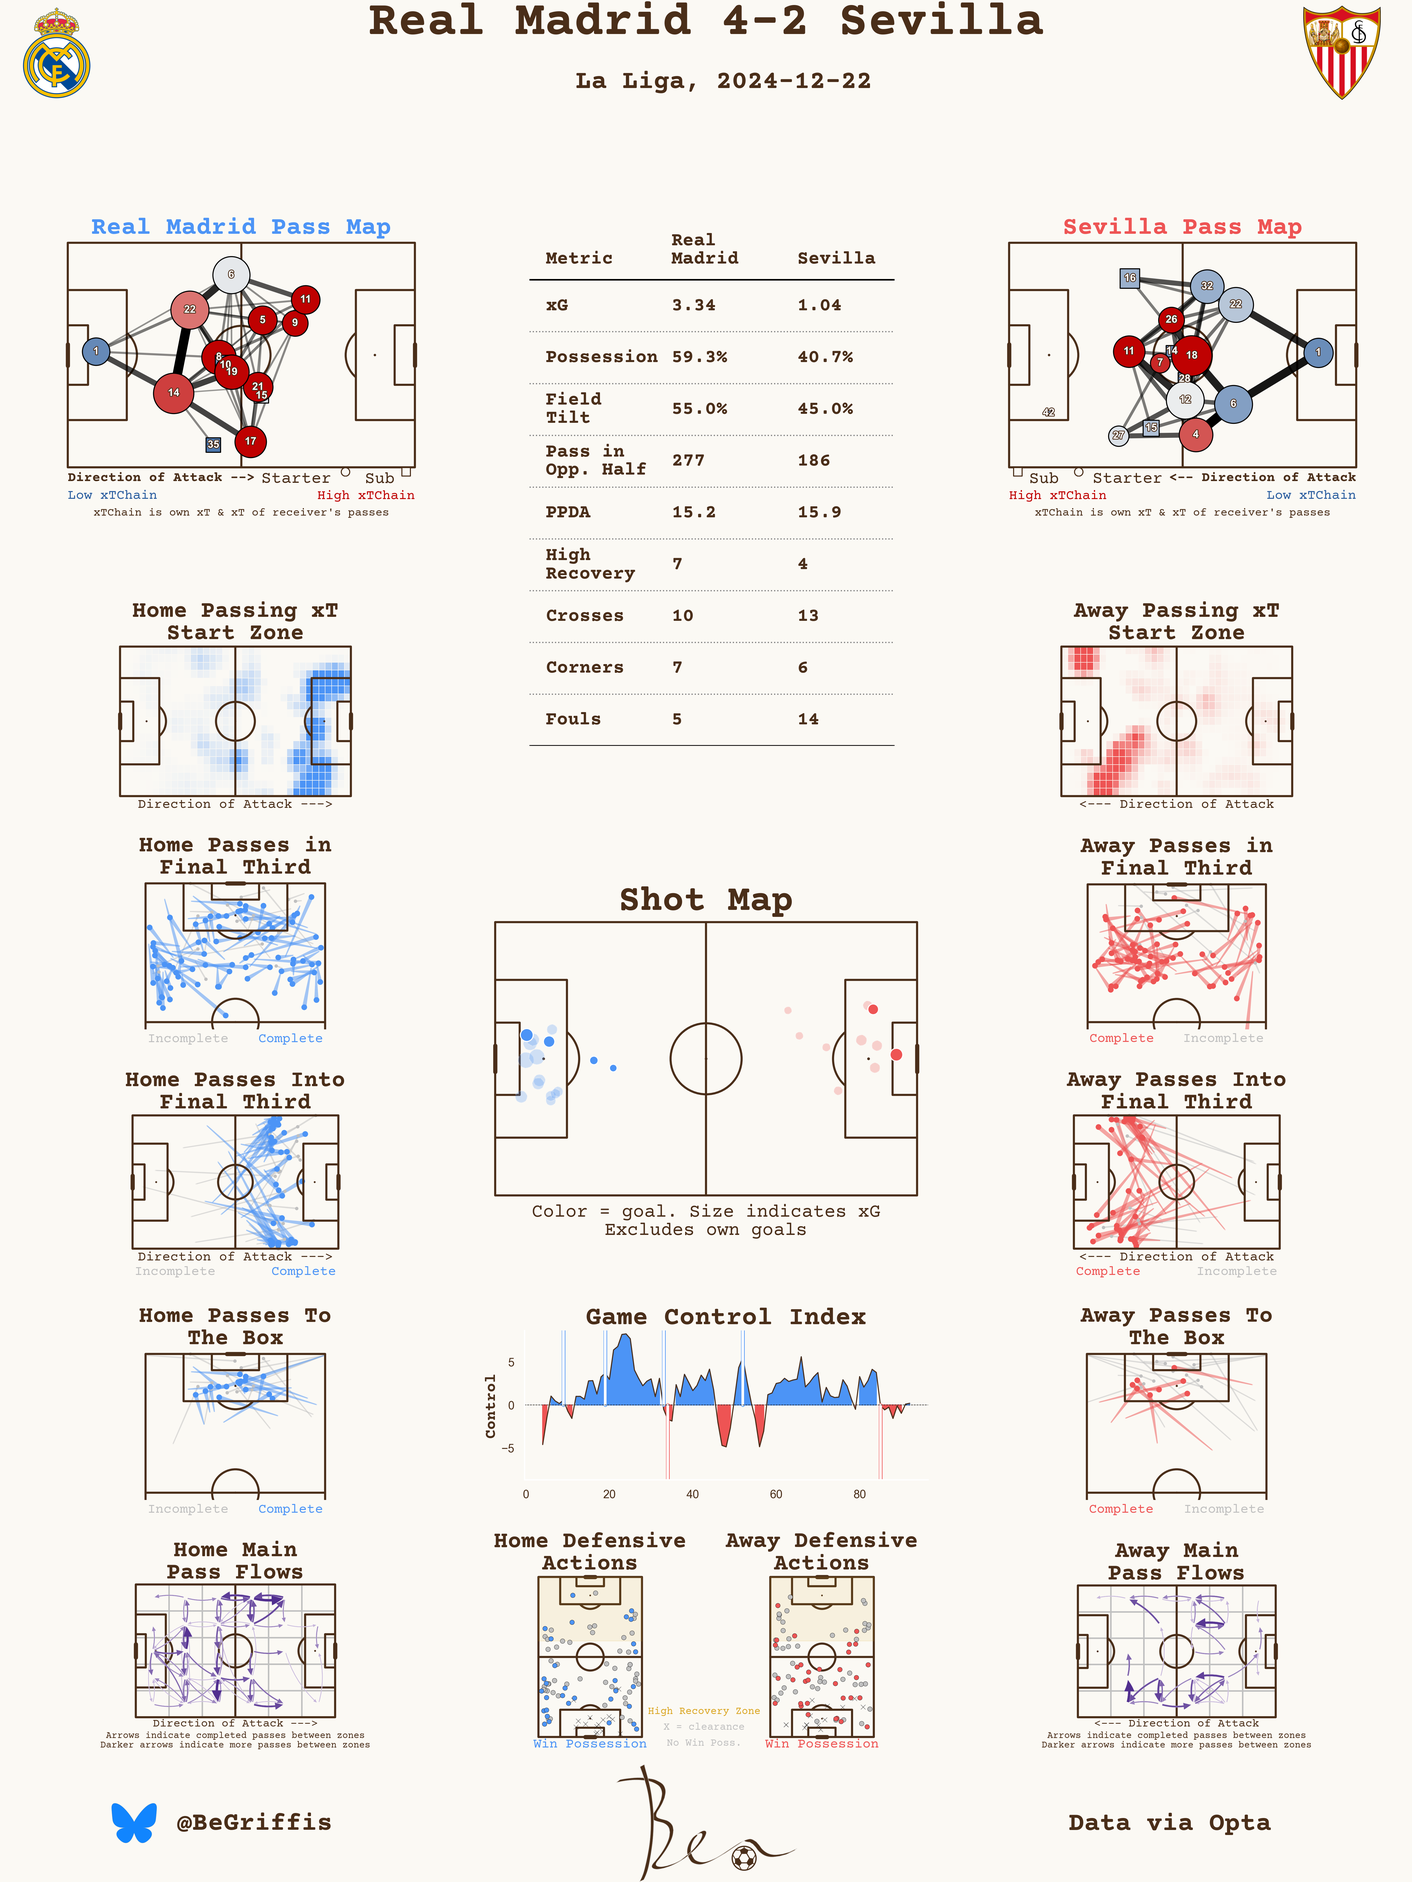 Real Madrid 4-2 Sevilla
La Liga, 2024-12-22
Real Madrid Pass Map
6
11
22
5
9
1
8
10
19
14
21
15
17
35
Direction of Attack --> Starter Sub
Low xTChain High xTChain
xTChain is own xT & xT of receiver's passes
Metric Real Madrid Sevilla
xG 3.34 1.04
Possession 59.3% 40.7%
Field Tilt 55.0% 45.0%
Pass in Opp. Half 277 186
PPDA 15.2 15.9
High Recovery 7 4
Crosses 10 13
Corners 7 6
Fouls 5 14
Sevilla Pass Map
16
32
22
26
11
14
18
7
1
28
12
6
42
15
27
4
Sub Starter <-- Direction of Attack
High xTChain Low xTChain
xTChain is own xT & xT of receiver's passes
Home Passing xT
Start Zone
Direction of Attack --->
Away Passing xT
Start Zone
<--- Direction of Attack
Home Passes in
Final Third
Incomplete Complete
Away Passes in
Final Third
Complete Incomplete
Shot Map
Color = goal. Size indicates xG
Excludes own goals
Home Passes Into
Final Third
Direction of Attack --->
Incomplete Complete
Away Passes Into
Final Third
<--- Direction of Attack
Complete Incomplete
Home Passes To
The Box
Incomplete Complete
Game Control Index
Control
5
0
−5
0 20 40 60 80
Away Passes To
The Box
Complete Incomplete
Home Main
Pass Flows
Direction of Attack --->
Arrows indicate completed passes between zones
Darker arrows indicate more passes between zones
Home Defensive
Actions
Win Possession
High Recovery Zone
X = clearance
No Win Poss.
Away Defensive
Actions
Win Possession
Away Main
Pass Flows
<--- Direction of Attack
Arrows indicate completed passes between zones
Darker arrows indicate more passes between zones
@BeGriffis
Ben
Data via Opta